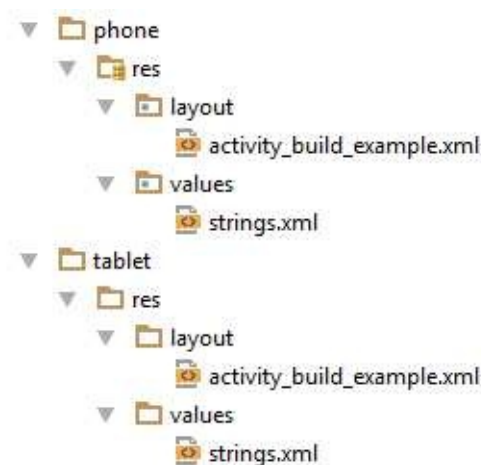 phone
res
layout
activity_build_example.xml
values
strings.xml
tablet
res
layout
activity_build_example.xml
values
strings.xml